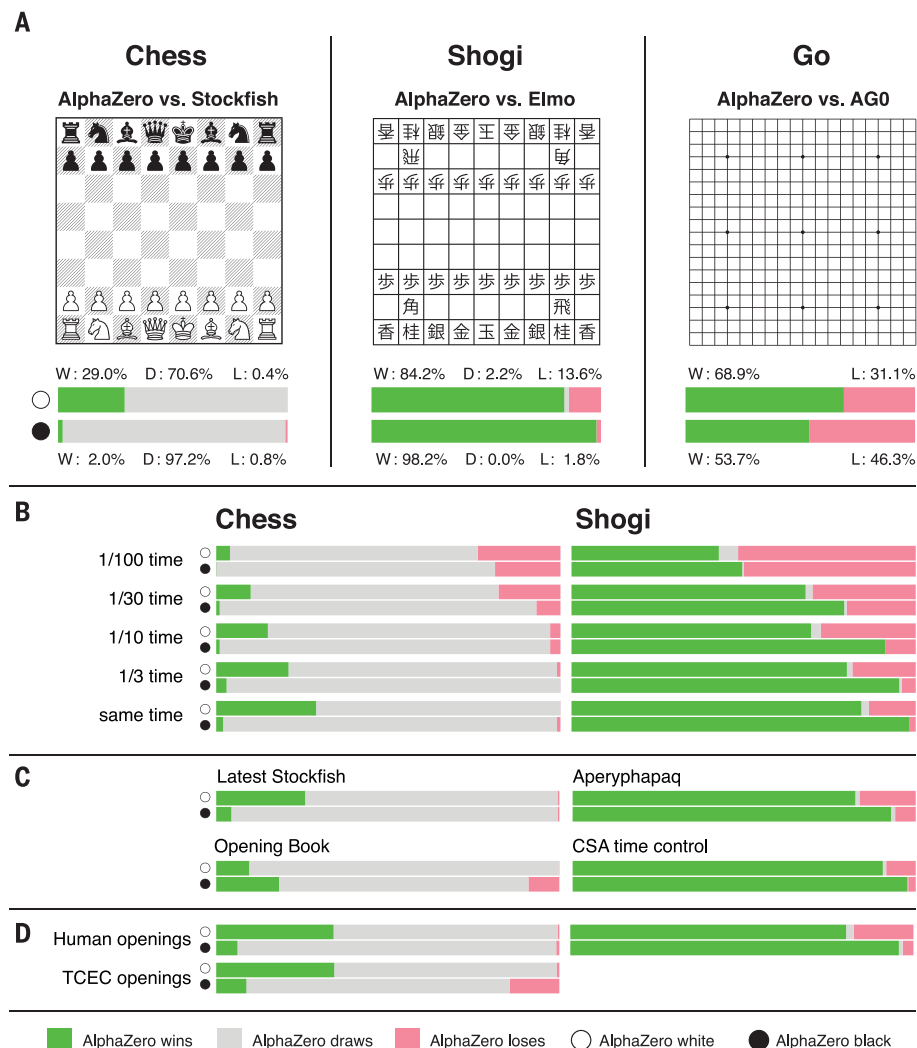 A
Chess
Shogi
Go
AlphaZero vs. Stockfish
AlphaZero vs. Elmo
AlphaZero vs. AG0
香桂銀金玉金銀桂香
飛 角
歩歩歩歩歩歩歩歩歩
歩歩歩歩歩歩歩歩歩
角 飛
香桂銀金玉金銀桂香
W: 29.0% D: 70.6% L: 0.4%
W: 84.2% D: 2.2% L: 13.6%
W: 68.9% L: 31.1%
W: 2.0% D: 97.2% L: 0.8%
W: 98.2% D: 0.0% L: 1.8%
W: 53.7% L: 46.3%
B
Chess
Shogi
1/100 time
1/30 time
1/10 time
1/3 time
same time
C
Latest Stockfish
Aperyphapaq
Opening Book
CSA time control
D
Human openings
TCEC openings
AlphaZero wins
AlphaZero draws
AlphaZero loses
AlphaZero white
AlphaZero black